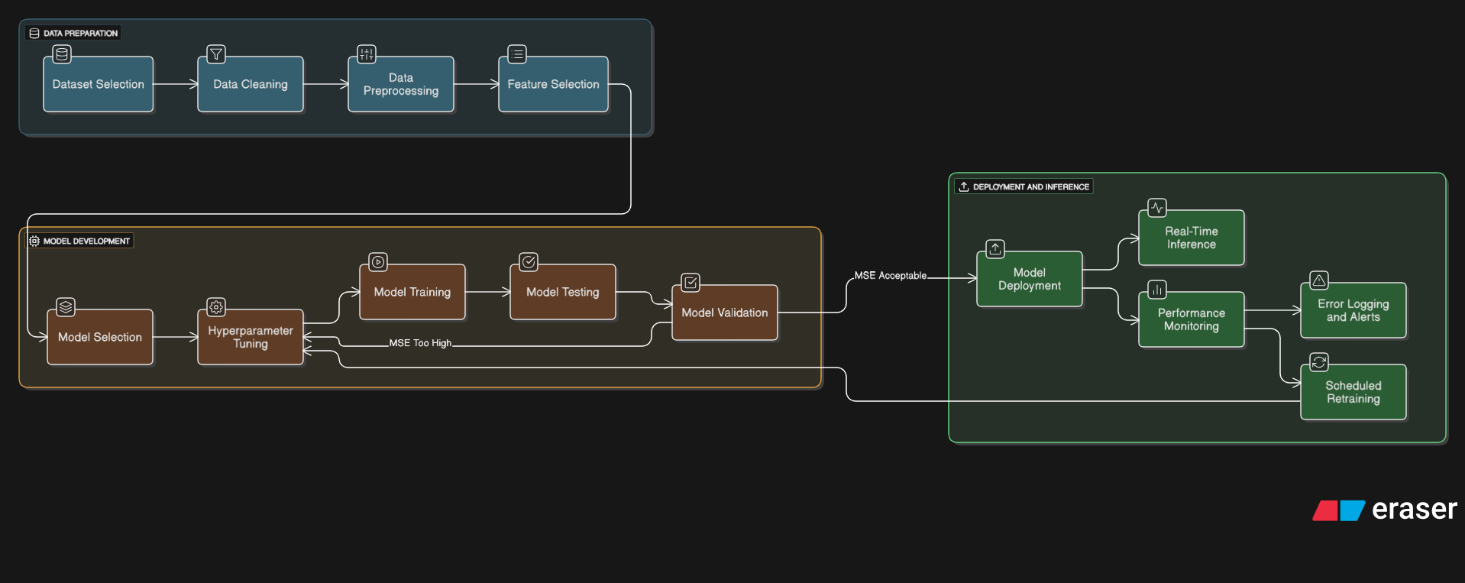 DATA PREPARATION
Dataset Selection
Data Cleaning
Data
Preprocessing
Feature Selection
MODEL DEVELOPMENT
Model Selection
Hyperparameter
Tuning
Model Training
Model Testing
Model Validation
MSE Too High
MSE Acceptable
DEPLOYMENT AND INFERENCE
Model
Deployment
Real-Time
Inference
Performance
Monitoring
Error Logging
and Alerts
Scheduled
Retraining
eraser